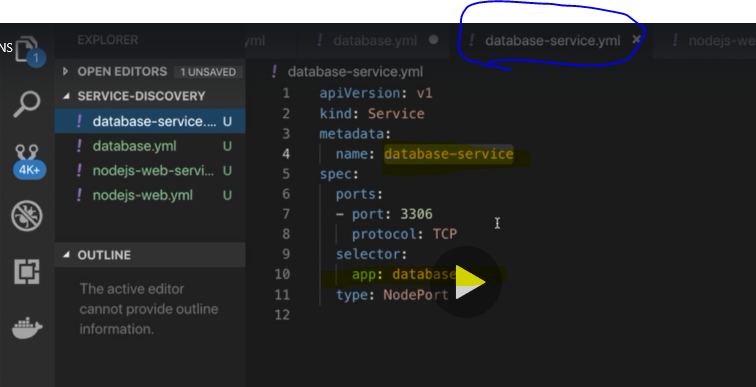 NS
1
EXPLORER
yml
! database.yml ●
! database-service.yml ×
! nodejs-we
OPEN EDITORS 1 UNSAVED
! database-service.yml
SERVICE-DISCOVERY
! database-service.... U
! database.yml U
! nodejs-web-servi... U
! nodejs-web.yml U
4K+
OUTLINE
The active editor
cannot provide outline
information.
1 apiVersion: v1
2 kind: Service
3 metadata:
4 name: database-service
5 spec:
6 ports:
7 - port: 3306
8 protocol: TCP
9 selector:
10 app: database
11 type: NodePort
12